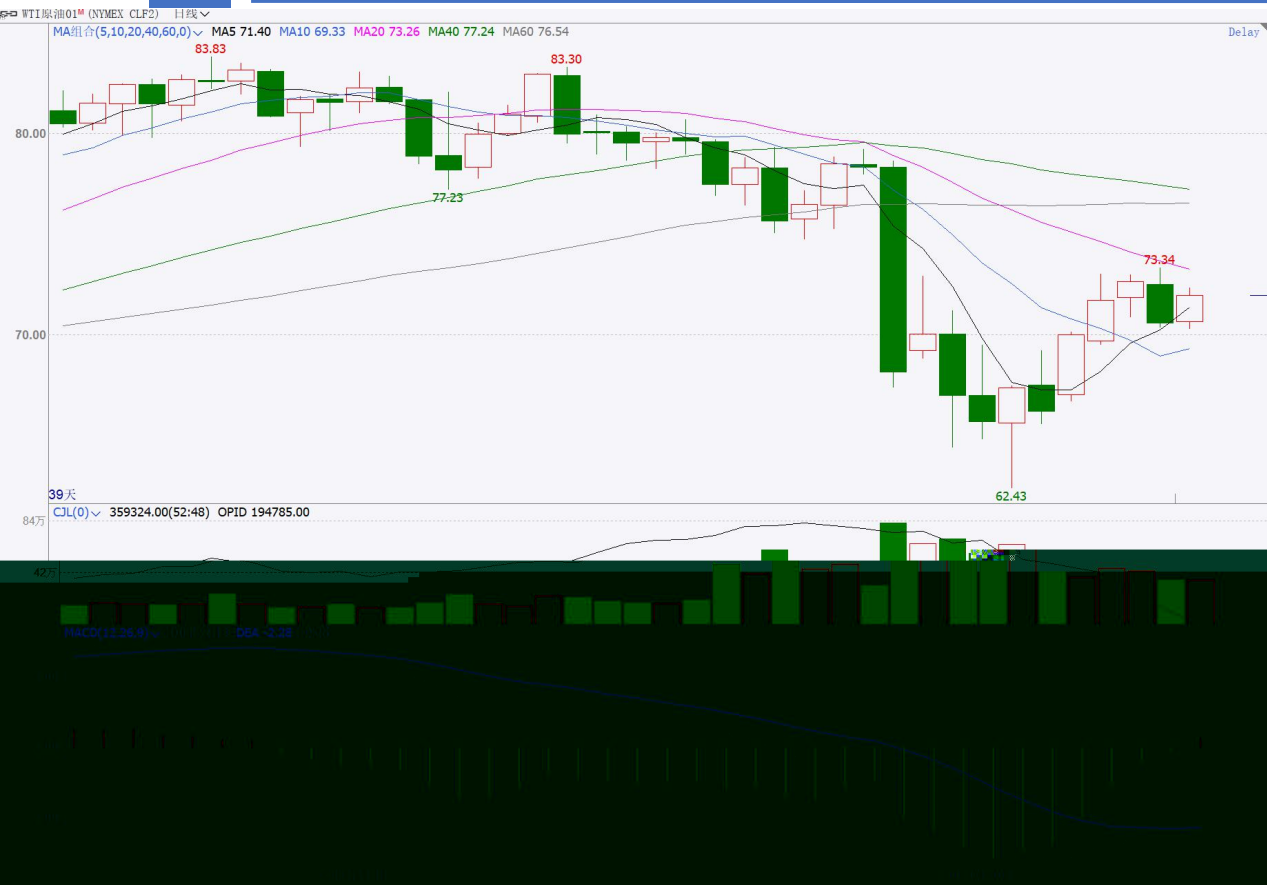 WTI原油01M (NYMEX CLF2) 日线
MA组合(5,10,20,40,60,0) MA5 71.40 MA10 69.33 MA20 73.26 MA40 77.24 MA60 76.54
Delay
83.83
83.30
80.00
77.23
73.34
70.00
62.43
39天
CJL(0) 359324.00(52:48) OPID 194785.00
84万
42万
DEA -2.28